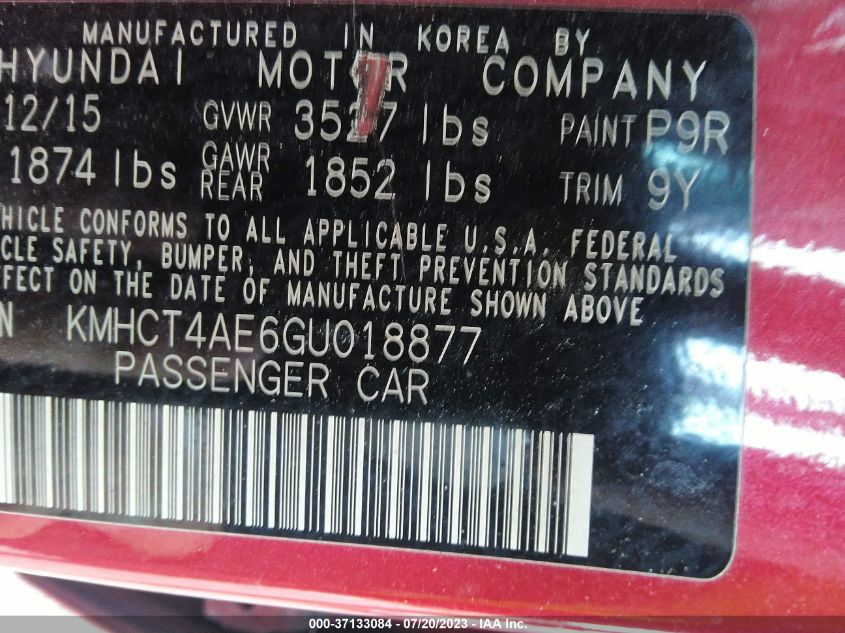 MANUFACTURED IN KOREA BY
HYUNDAI MOTOR COMPANY
12/15 GVWR 3527 lbs PAINT P9R
1874 lbs GAWR REAR 1852 lbs TRIM 9Y
HICLE CONFORMS TO ALL APPLICABLE U.S.A. FEDERAL
CLE SAFETY, BUMPER, AND THEFT PREVENTION STANDARDS
FFECT ON THE DATE OF MANUFACTURE SHOWN ABOVE
N KMHCT4AE6GU018877
PASSENGER CAR
000-37133084 - 07/20/2023 - IAA Inc.